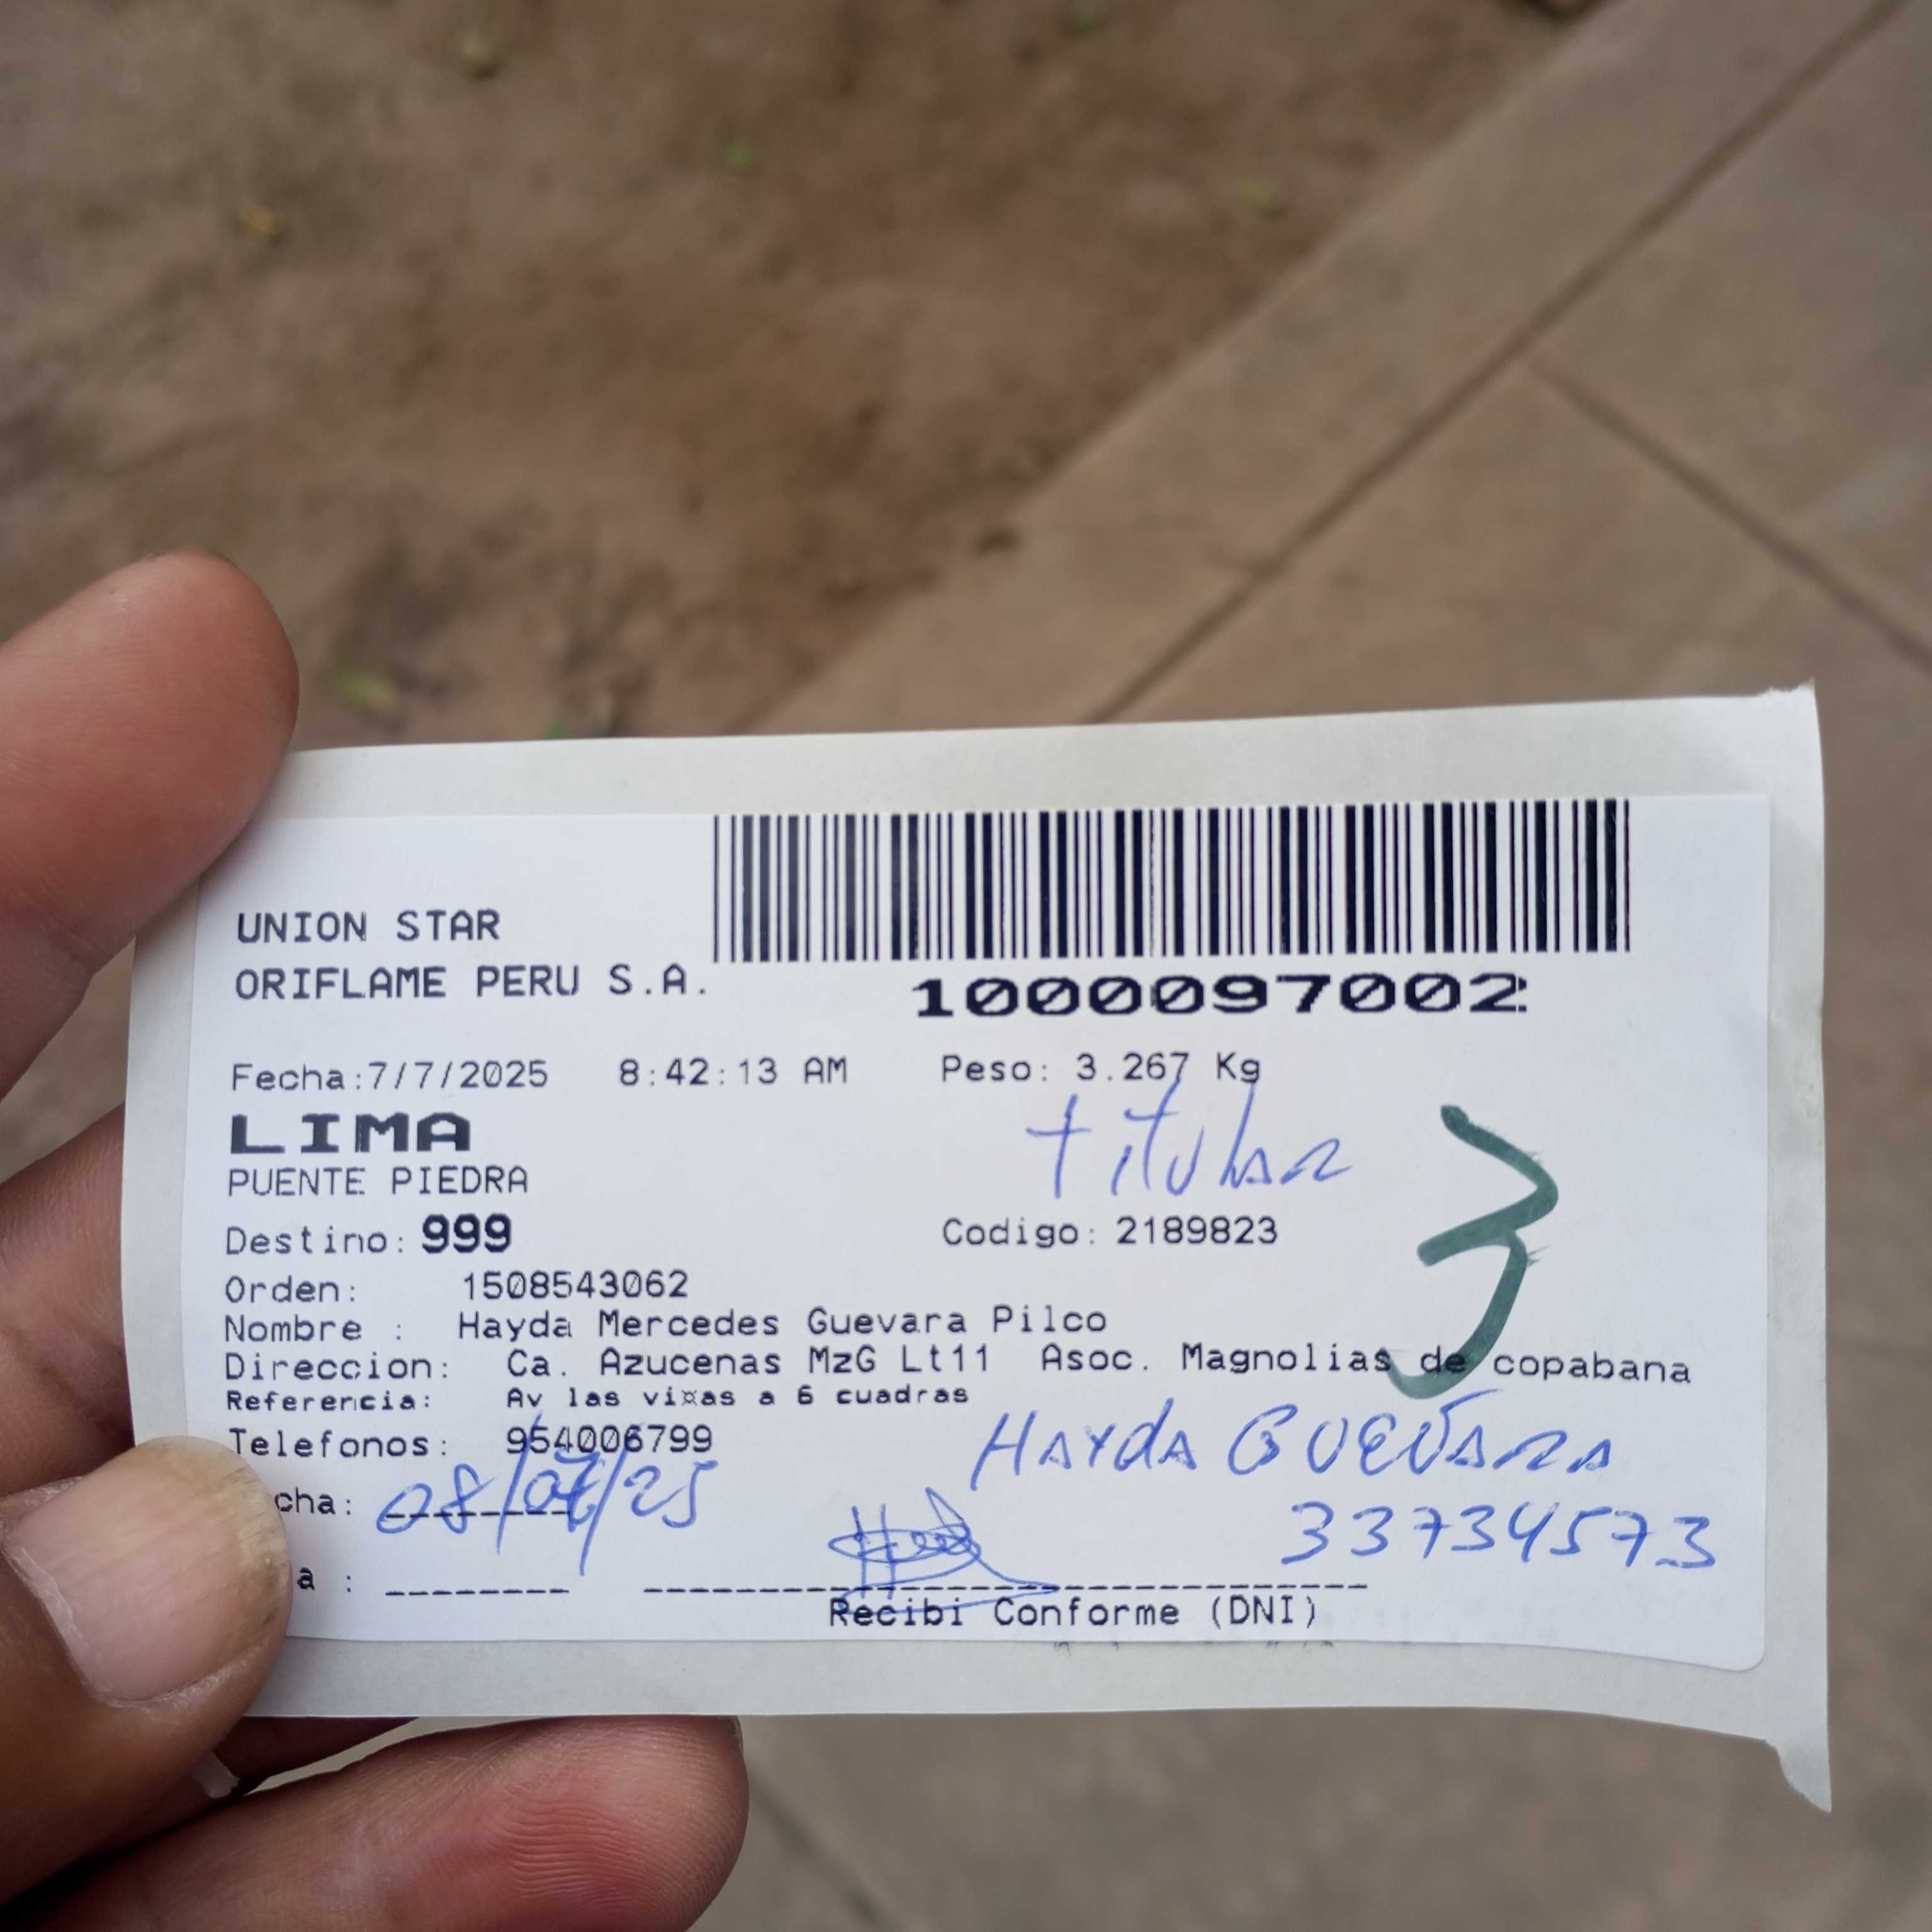 UNION STAR
ORIFLAME PERU S.A.
1000097002
Fecha:7/7/2025 8:42:13 AM Peso: 3.267 Kg
LIMA
titular
PUENTE PIEDRA
3
Destino: 999 Codigo: 2189823
Orden: 1508543062
Nombre : Hayda Mercedes Guevara Pilco
Direccion: Ca. Azucenas MzG Lt11 Asoc. Magnolias de copabana
Referencia: Av las vi¤as a 6 cuadras
Telefonos: 954006799
HAYdA GUEVARA
cha: 08/07/25
33734573
a :
Recibi Conforme (DNI)